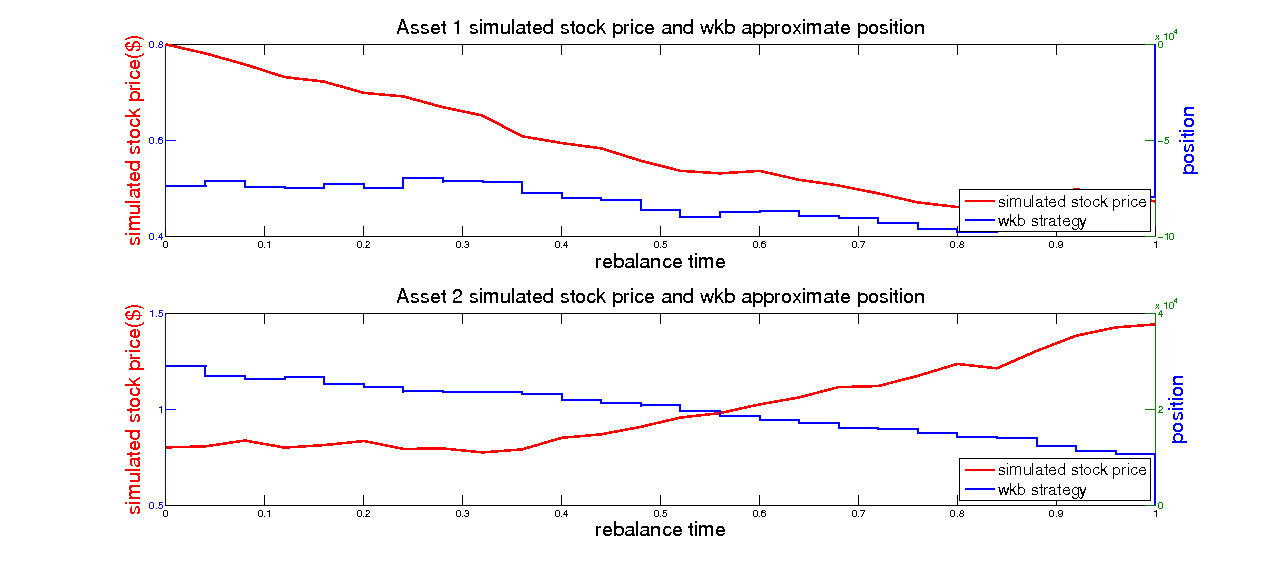 Asset 1 simulated stock price and wkb approximate position
x 10^4
simulated stock price($)
0.8
0.6
0.4
0
-5
-10
position
simulated stock price
wkb strategy
0 0.1 0.2 0.3 0.4 0.5 0.6 0.7 0.8 0.9 1
rebalance time
Asset 2 simulated stock price and wkb approximate position
x 10^4
simulated stock price($)
1.5
1
0.5
4
2
0
position
simulated stock price
wkb strategy
0 0.1 0.2 0.3 0.4 0.5 0.6 0.7 0.8 0.9 1
rebalance time